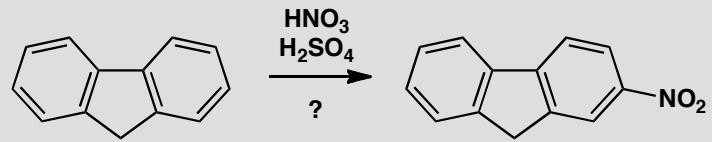 HNO₃
H₂SO₄
?
NO₂